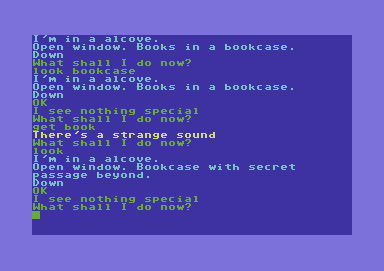 I'm in a alcove.
Open window. Books in a bookcase.
Down
What shall I do now?
look bookcase
I'm in a alcove.
Open window. Books in a bookcase.
Down
OK
I see nothing special
What shall I do now?
get book
There's a strange sound
What shall I do now?
look
I'm in a alcove.
Open window. Bookcase with secret
passage beyond.
Down
OK
I see nothing special
What shall I do now?